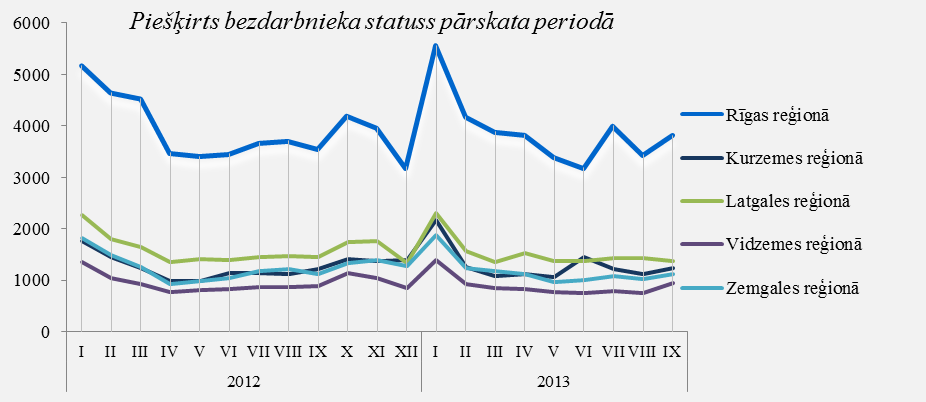 Piešķirts bezdarbnieka statuss pārskata periodā
6000
5000
4000
3000
2000
1000
0
I II III IV V VI VII VIII IX X XI XII I II III IV V VI VII VIII IX
2012 2013
Rīgas reģionā
Kurzemes reģionā
Latgales reģionā
Vidzemes reģionā
Zemgales reģionā